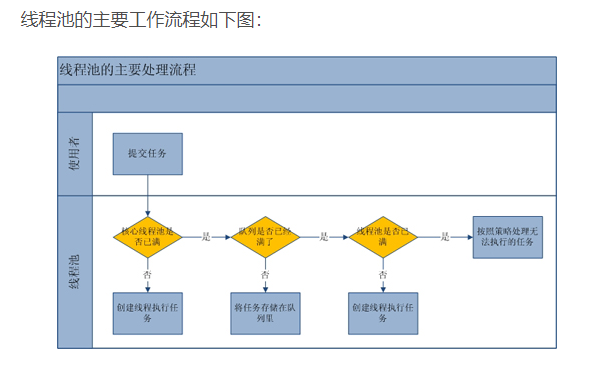 线程池的主要工作流程如下图：
线程池的主要处理流程
使用者
提交任务
线程池
核心线程池是
否已满
是
队列是否已经
满了
是
线程池是否已
满
是
按照策略处理无
法执行的任务
否
否
否
创建线程执行任
务
将任务存储在队
列里
创建线程执行任
务